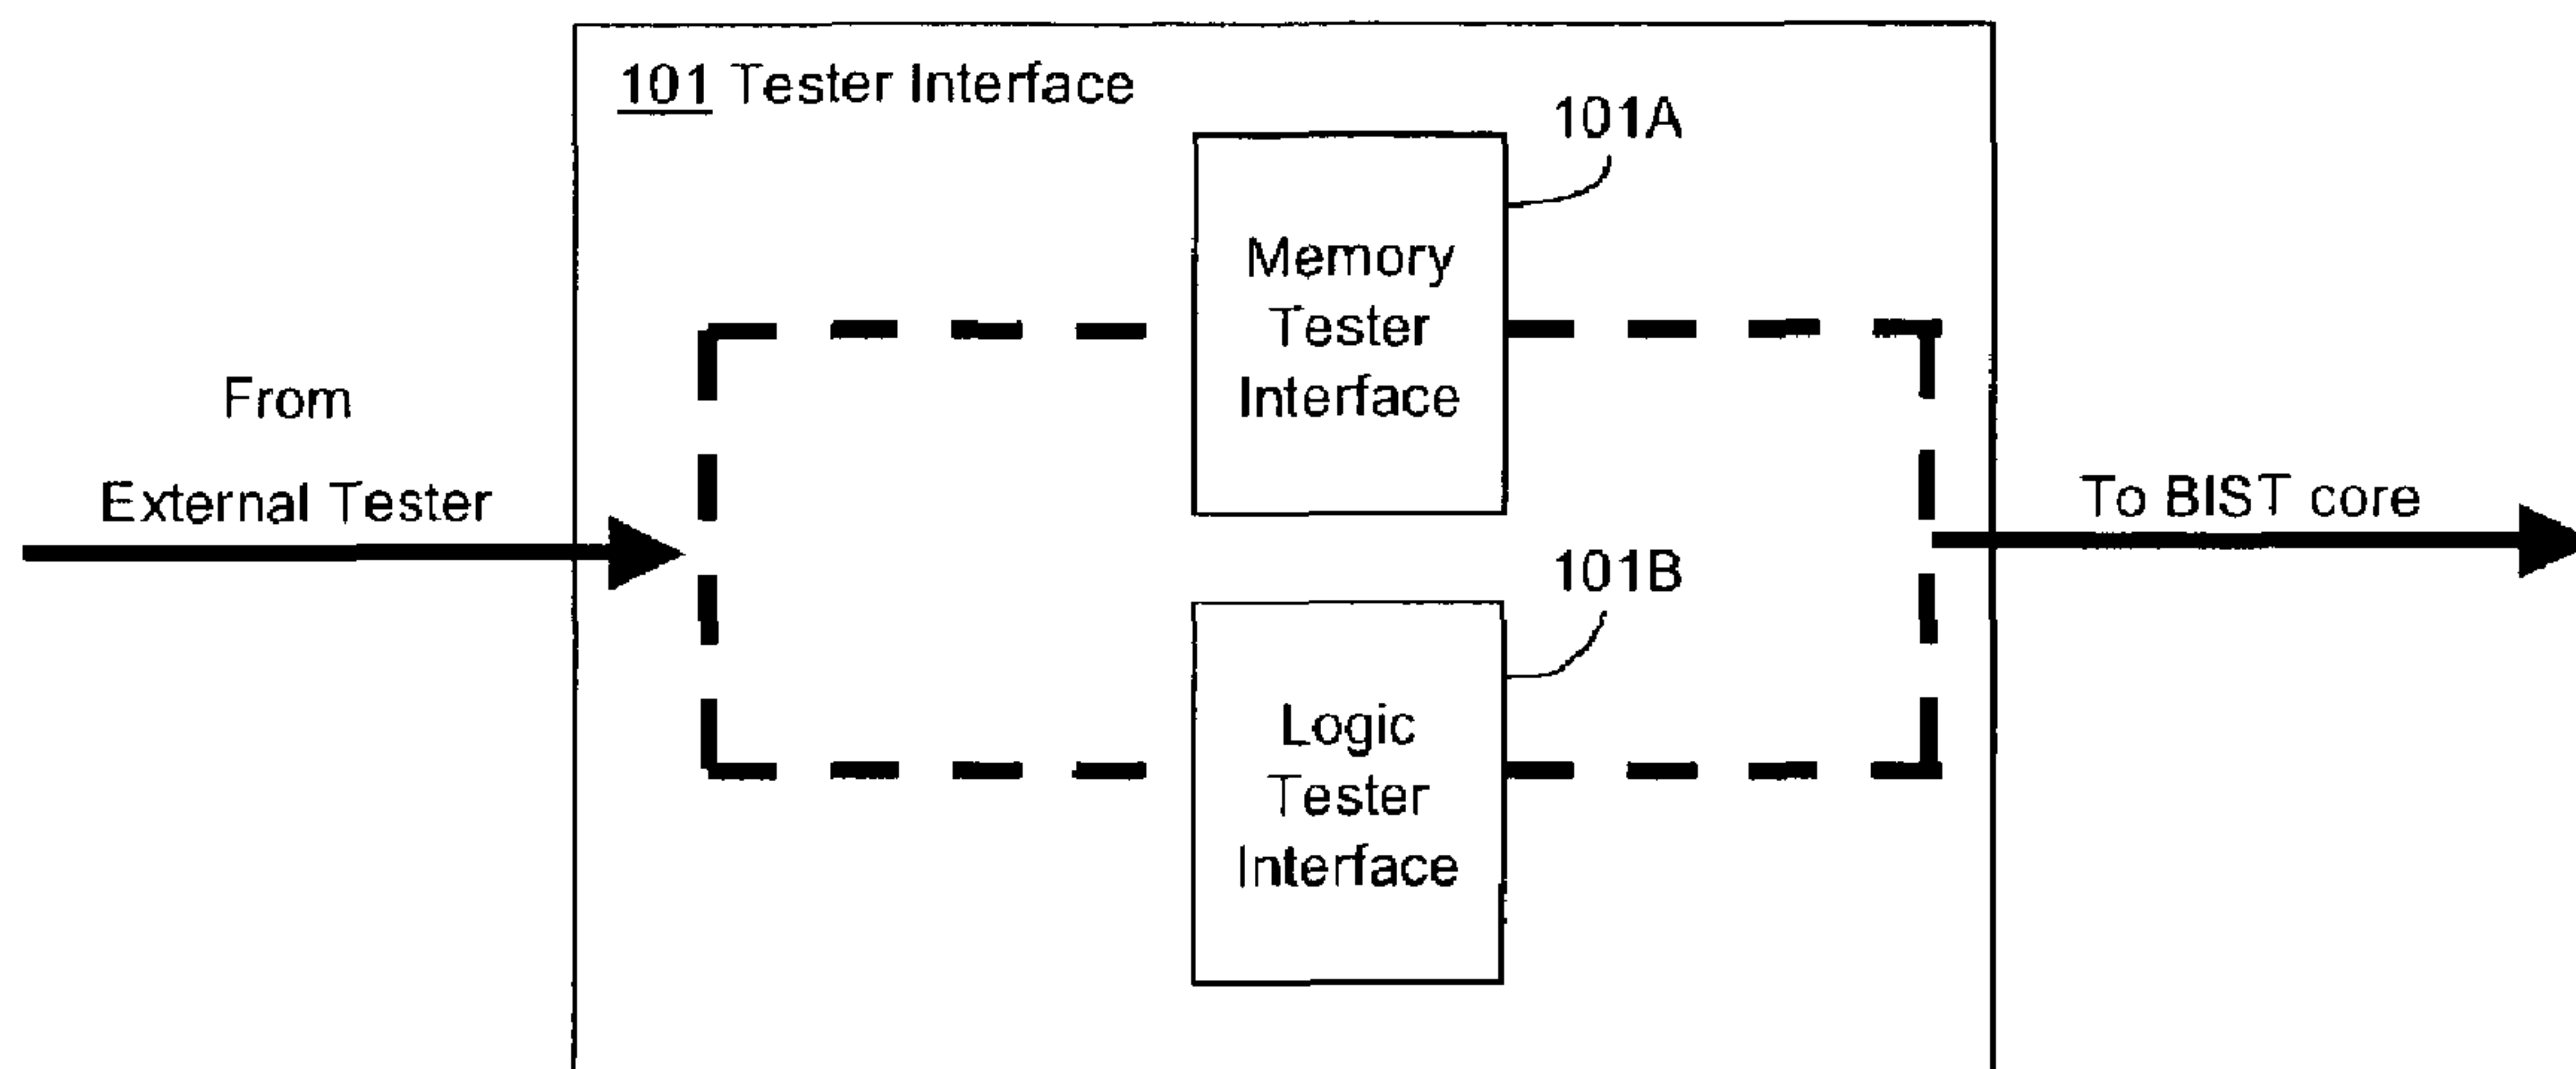 101 Tester Interface
101A
Memory
Tester
Interface
From
External Tester
To BIST core
101B
Logic
Tester
Interface